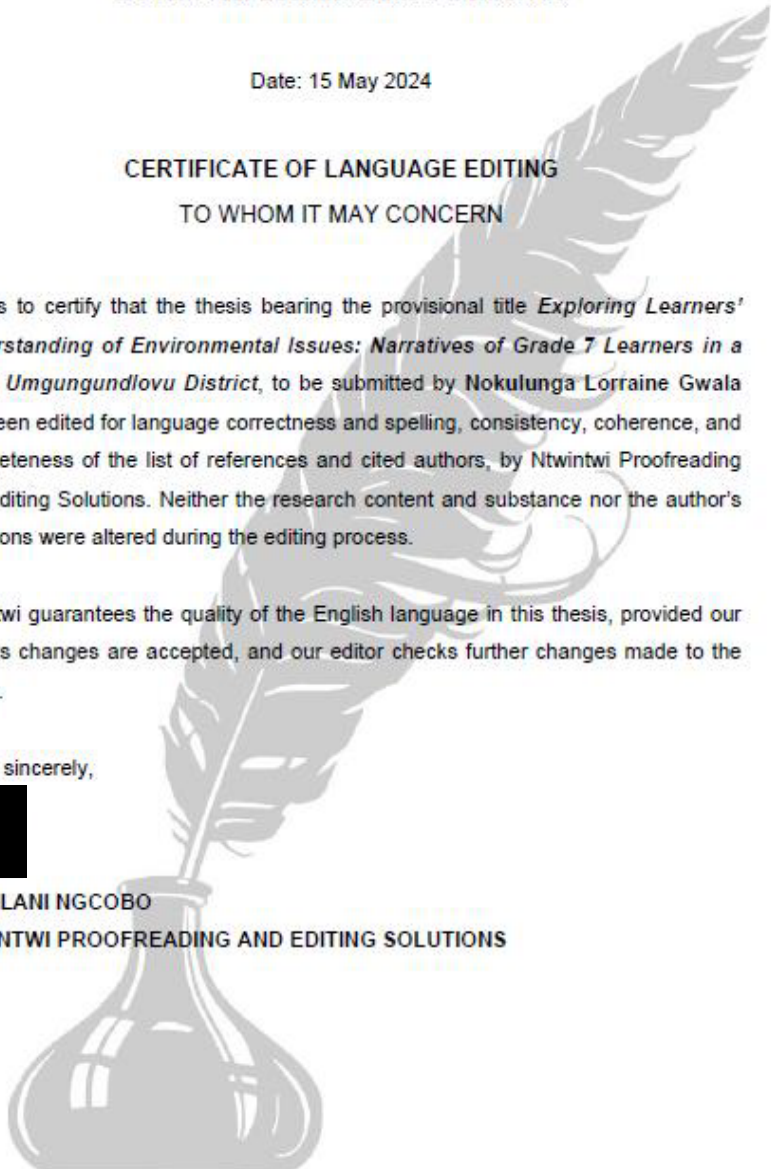 Date: 15 May 2024
CERTIFICATE OF LANGUAGE EDITING
TO WHOM IT MAY CONCERN
s to certify that the thesis bearing the provisional title Exploring Learners'
rstanding of Environmental Issues: Narratives of Grade 7 Learners in a
Umgungundlovu District, to be submitted by Nokulunga Lorraine Gwala
een edited for language correctness and spelling, consistency, coherence, and
eteness of the list of references and cited authors, by Ntwintwi Proofreading
diting Solutions. Neither the research content and substance nor the author's
ons were altered during the editing process.
twi guarantees the quality of the English language in this thesis, provided our
s changes are accepted, and our editor checks further changes made to the
.
sincerely,
LANI NGCOBO
NTWI PROOFREADING AND EDITING SOLUTIONS